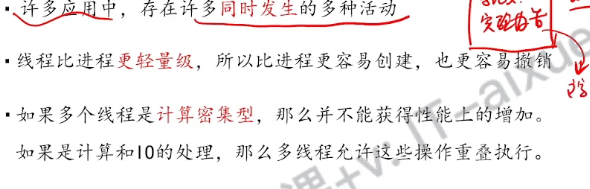 · 许多应用中，存在许多同时发生的多种活动
· 线程比进程更轻量级，所以比进程更容易创建，也更容易撤销
· 如果多个线程是计算密集型，那么并不能获得性能上的增加。
如果是计算和IO的处理，那么多线程允许这些操作重叠执行。
课+v: IT--aixue